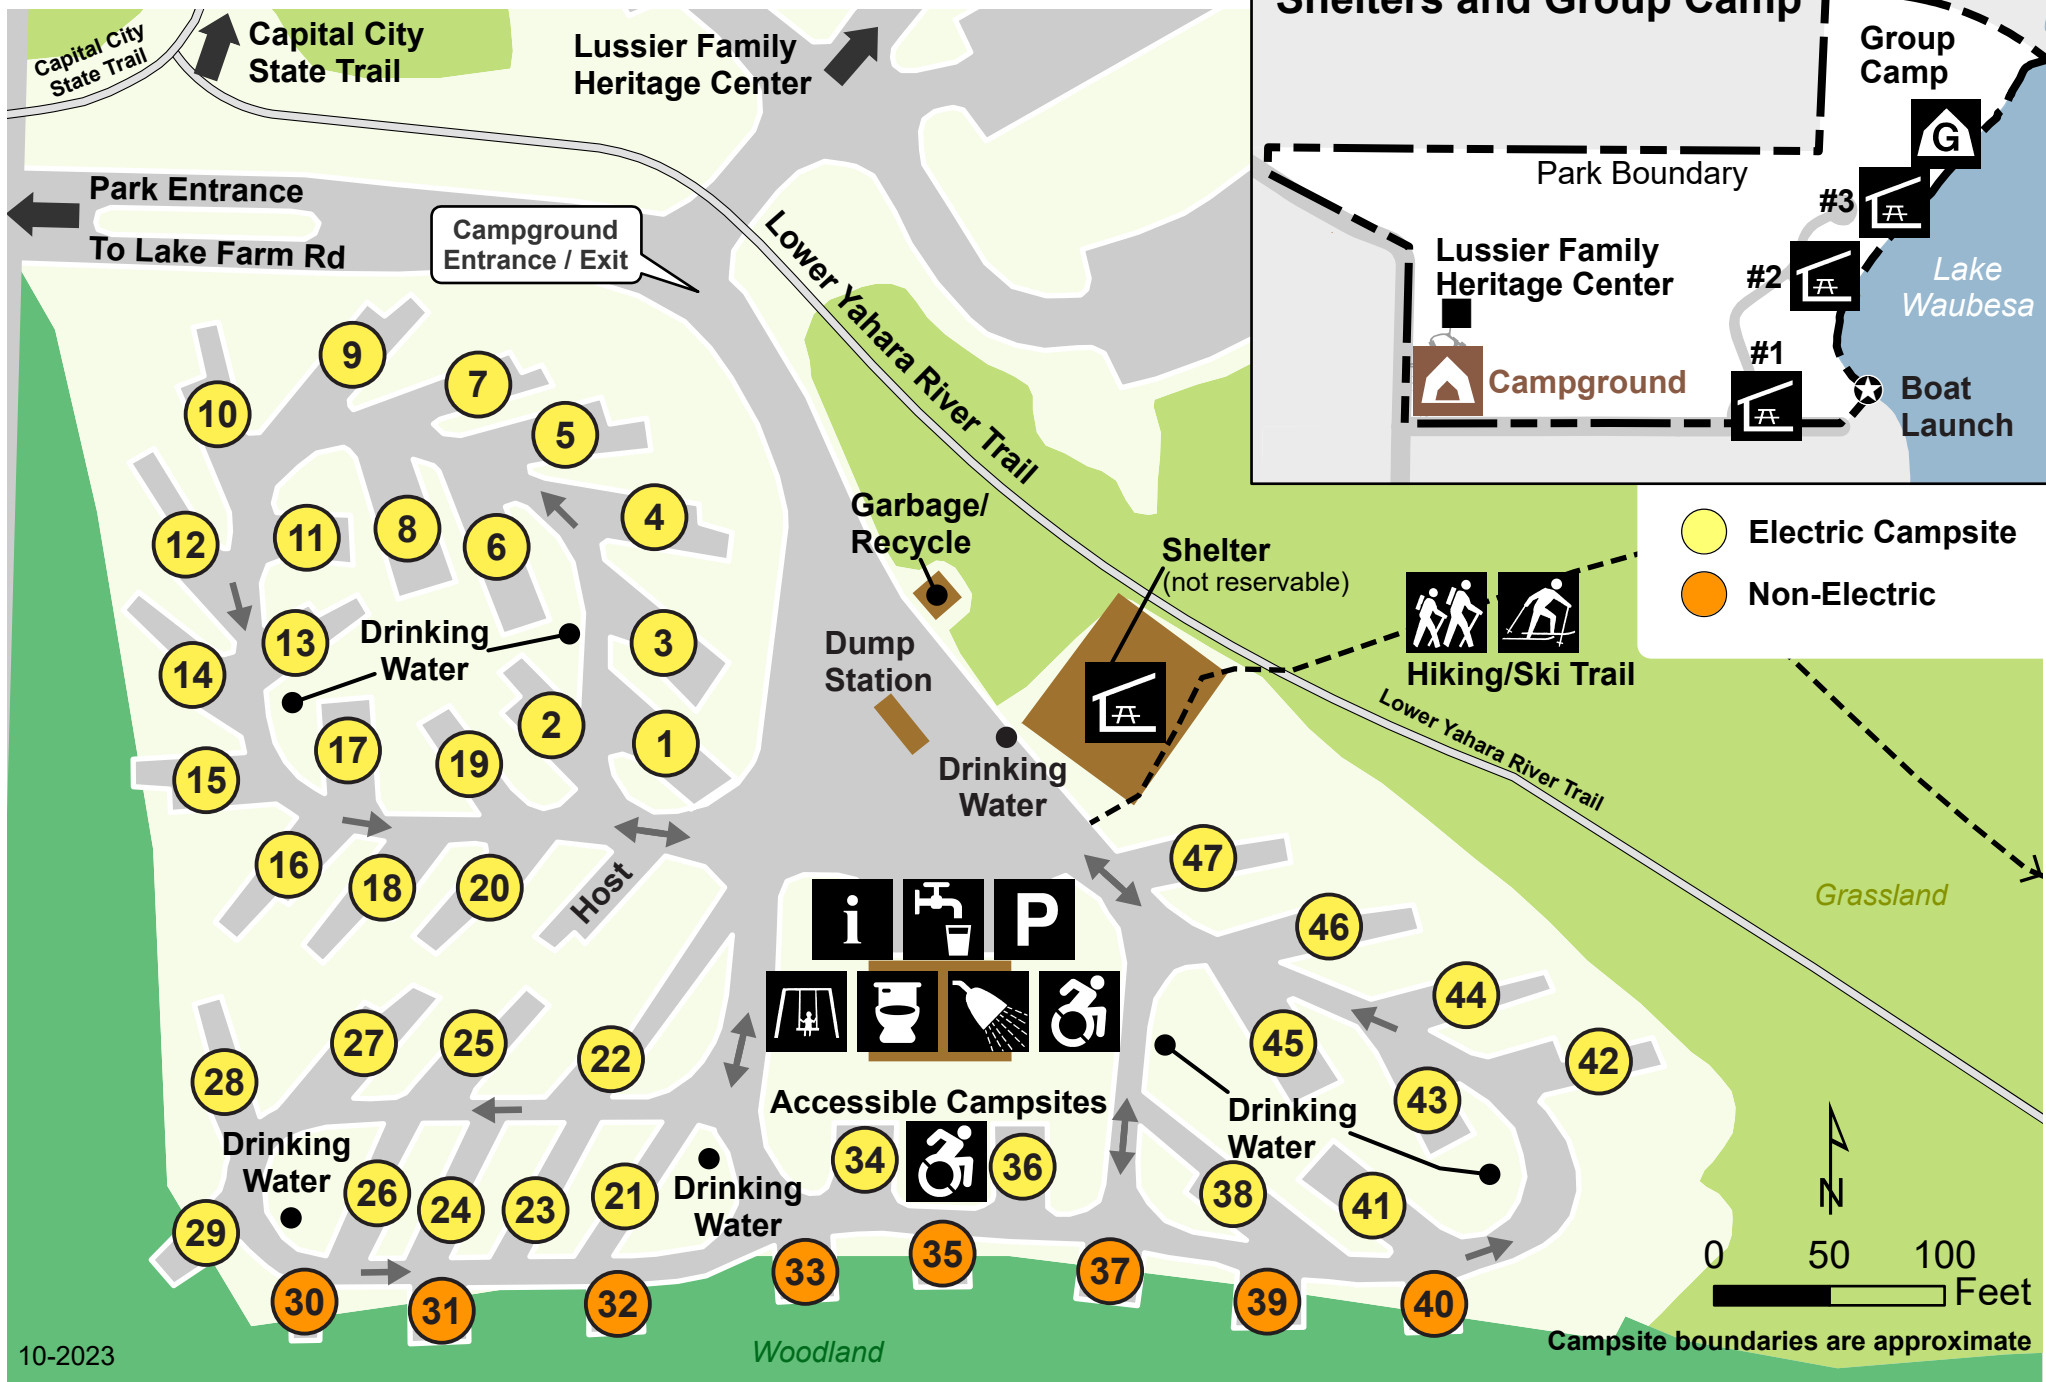 Capital City
State Trail
Capital City
State Trail
Lussier Family
Heritage Center
Park Entrance
To Lake Farm Rd
Campground
Entrance / Exit
Lower Yahara River Trail
Shelters and Group Camp
Group
Camp
G
Park Boundary
#3
#2
#1
Lussier Family
Heritage Center
Campground
Lake
Waubesa
Boat
Launch
Electric Campsite
Non-Electric
9
7
10
5
4
12
11
8
6
13
3
14
Drinking
Water
2
1
17
19
15
16
18
20
Host
Garbage/
Recycle
Shelter
(not reservable)
Dump
Station
Drinking
Water
Hiking/Ski Trail
Lower Yahara River Trail
Grassland
47
46
44
45
42
43
Drinking
Water
38
41
i
P
Accessible Campsites
34
36
27
25
22
28
Drinking
Water
26
24
23
21
Drinking
Water
29
30
31
32
33
35
37
39
40
N
0 50 100
Feet
Campsite boundaries are approximate
Woodland
10-2023